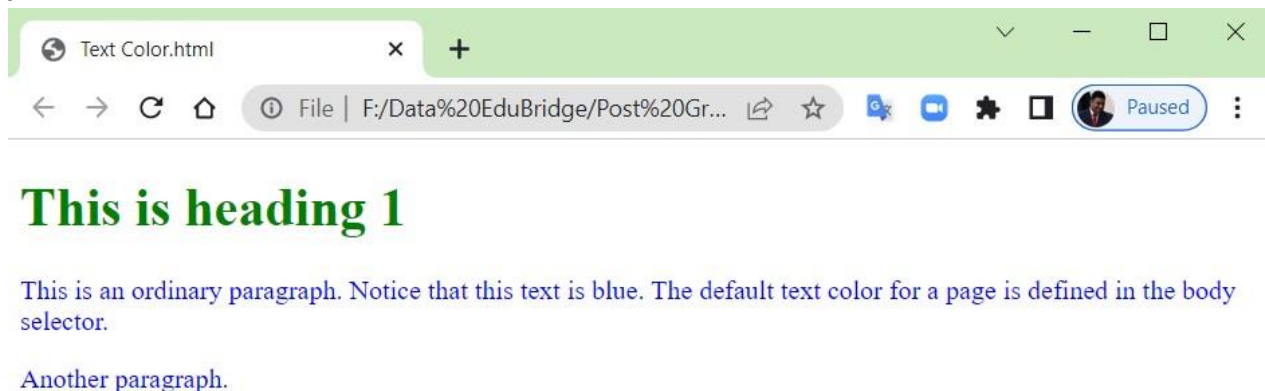 Text Color.html
File | F:/Data%20EduBridge/Post%20Gr...
Paused
This is heading 1
This is an ordinary paragraph. Notice that this text is blue. The default text color for a page is defined in the body
selector.
Another paragraph.